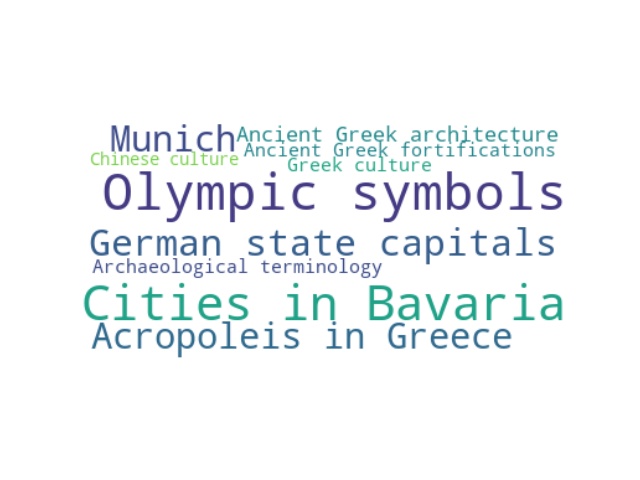 Munich
Ancient Greek architecture
Ancient Greek fortifications
Chinese culture
Greek culture
Olympic symbols
German state capitals
Archaeological terminology
Cities in Bavaria
Acropoleis in Greece